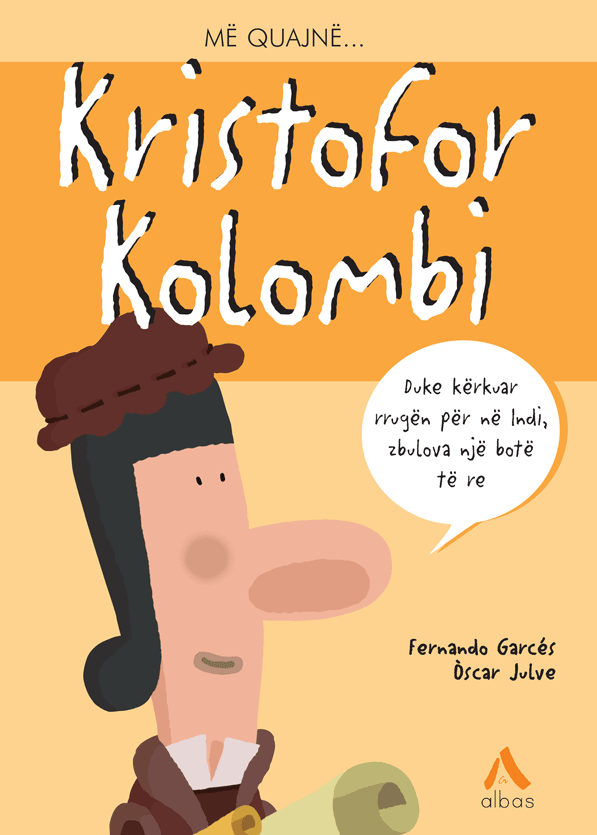 MË QUAJNË...
Kristofor
Kolombi
Duke kërkuar
rrugën për në Indi,
zbulova një botë
të re
Fernando Garcés
Òscar Julve
albas